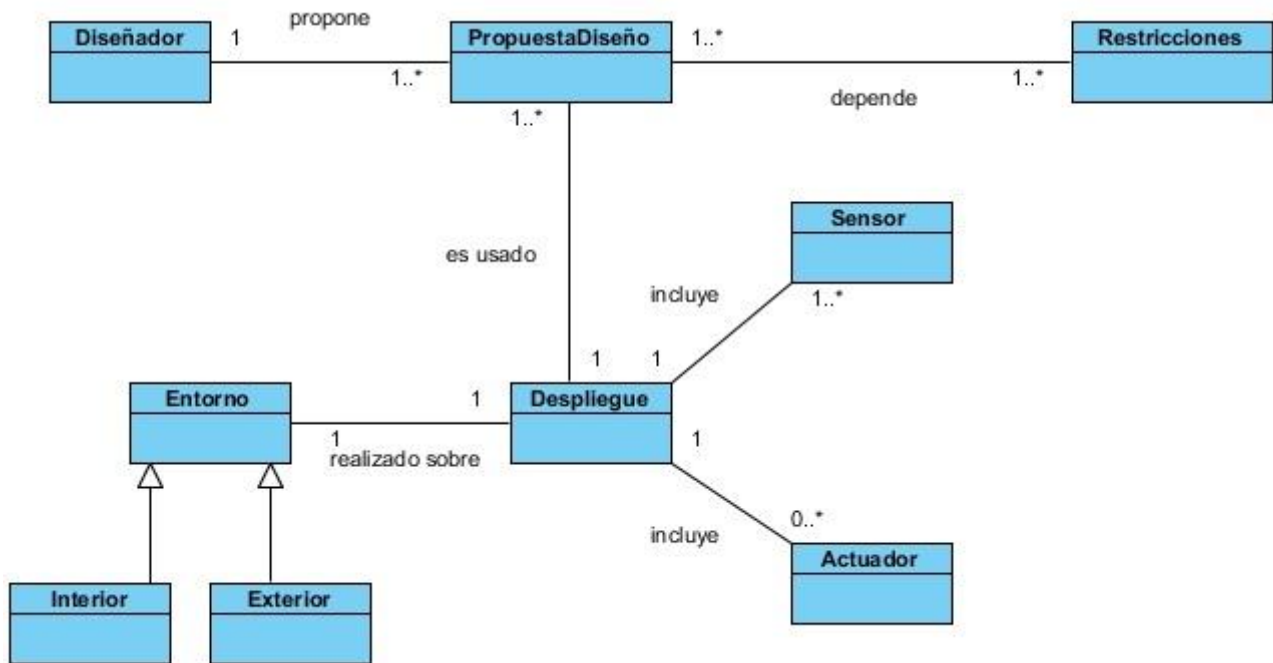 propone
Diseñador
1
1..*
PropuestaDiseño
1..*
1..*
depende
1..*
Restricciones
es usado
Sensor
incluye
1..*
1
1
Entorno
1
1
realizado sobre
Despliegue
1
incluye
0..*
Actuador
Interior
Exterior